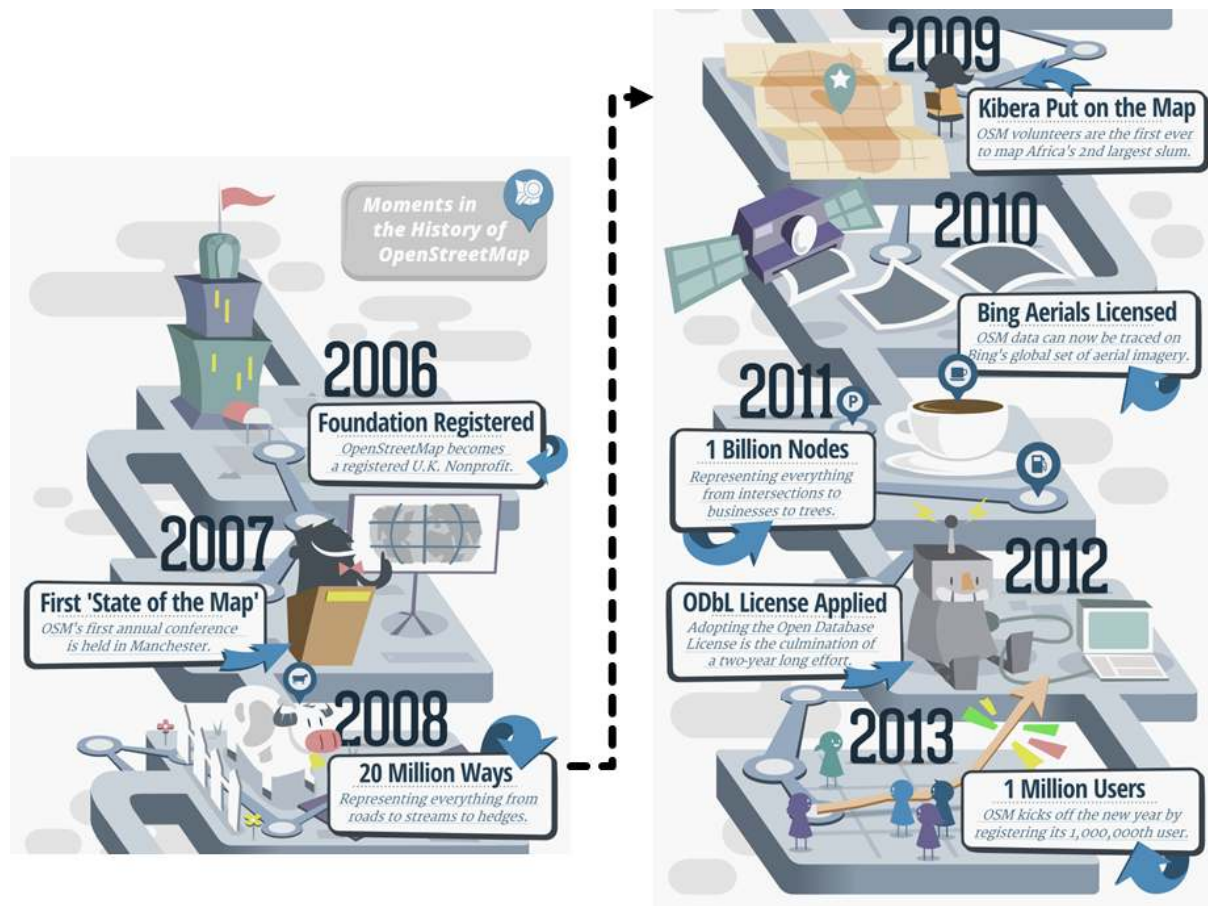 Moments in
the History of
OpenStreetMap
2006
Foundation Registered
OpenStreetMap becomes
a registered U.K. Nonprofit.
2007
First 'State of the Map'
OSM's first annual conference
is held in Manchester.
2008
20 Million Ways
Representing everything from
roads to streams to hedges.
2009
Kibera Put on the Map
OSM volunteers are the first ever
to map Africa's 2nd largest slum.
2010
Bing Aerials Licensed
OSM data can now be traced on
Bing's global set of aerial imagery.
2011
P
1 Billion Nodes
Representing everything
from intersections to
businesses to trees.
2012
ODbL License Applied
Adopting the Open Database
License is the culmination of
a two-year long effort.
2013
1 Million Users
OSM kicks off the new year by
registering its 1,000,000th user.